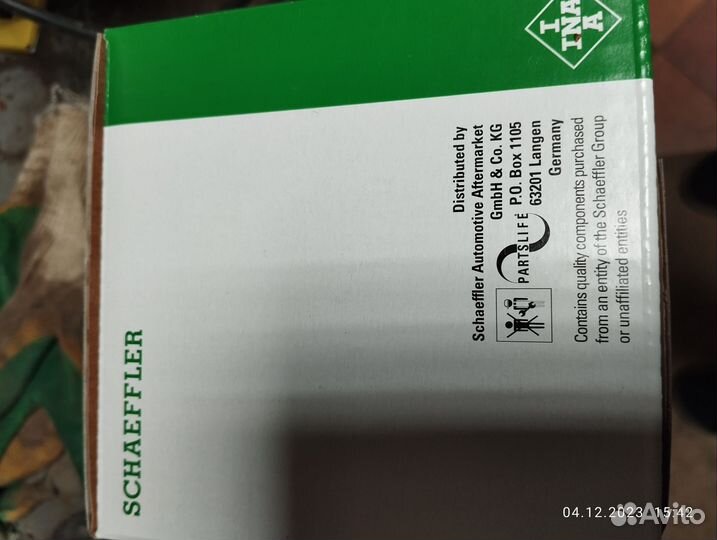 SCHAEFFLER
I
INA
A
Distributed by
Schaeffler Automotive Aftermarket
GmbH & Co. KG
P.O. Box 1105
63201 Langen
Germany
PARTSLIFE
Contains quality components purchased
from an entity of the Schaeffler Group
or unaffiliated entities
04.12.2023 15:42
Avito